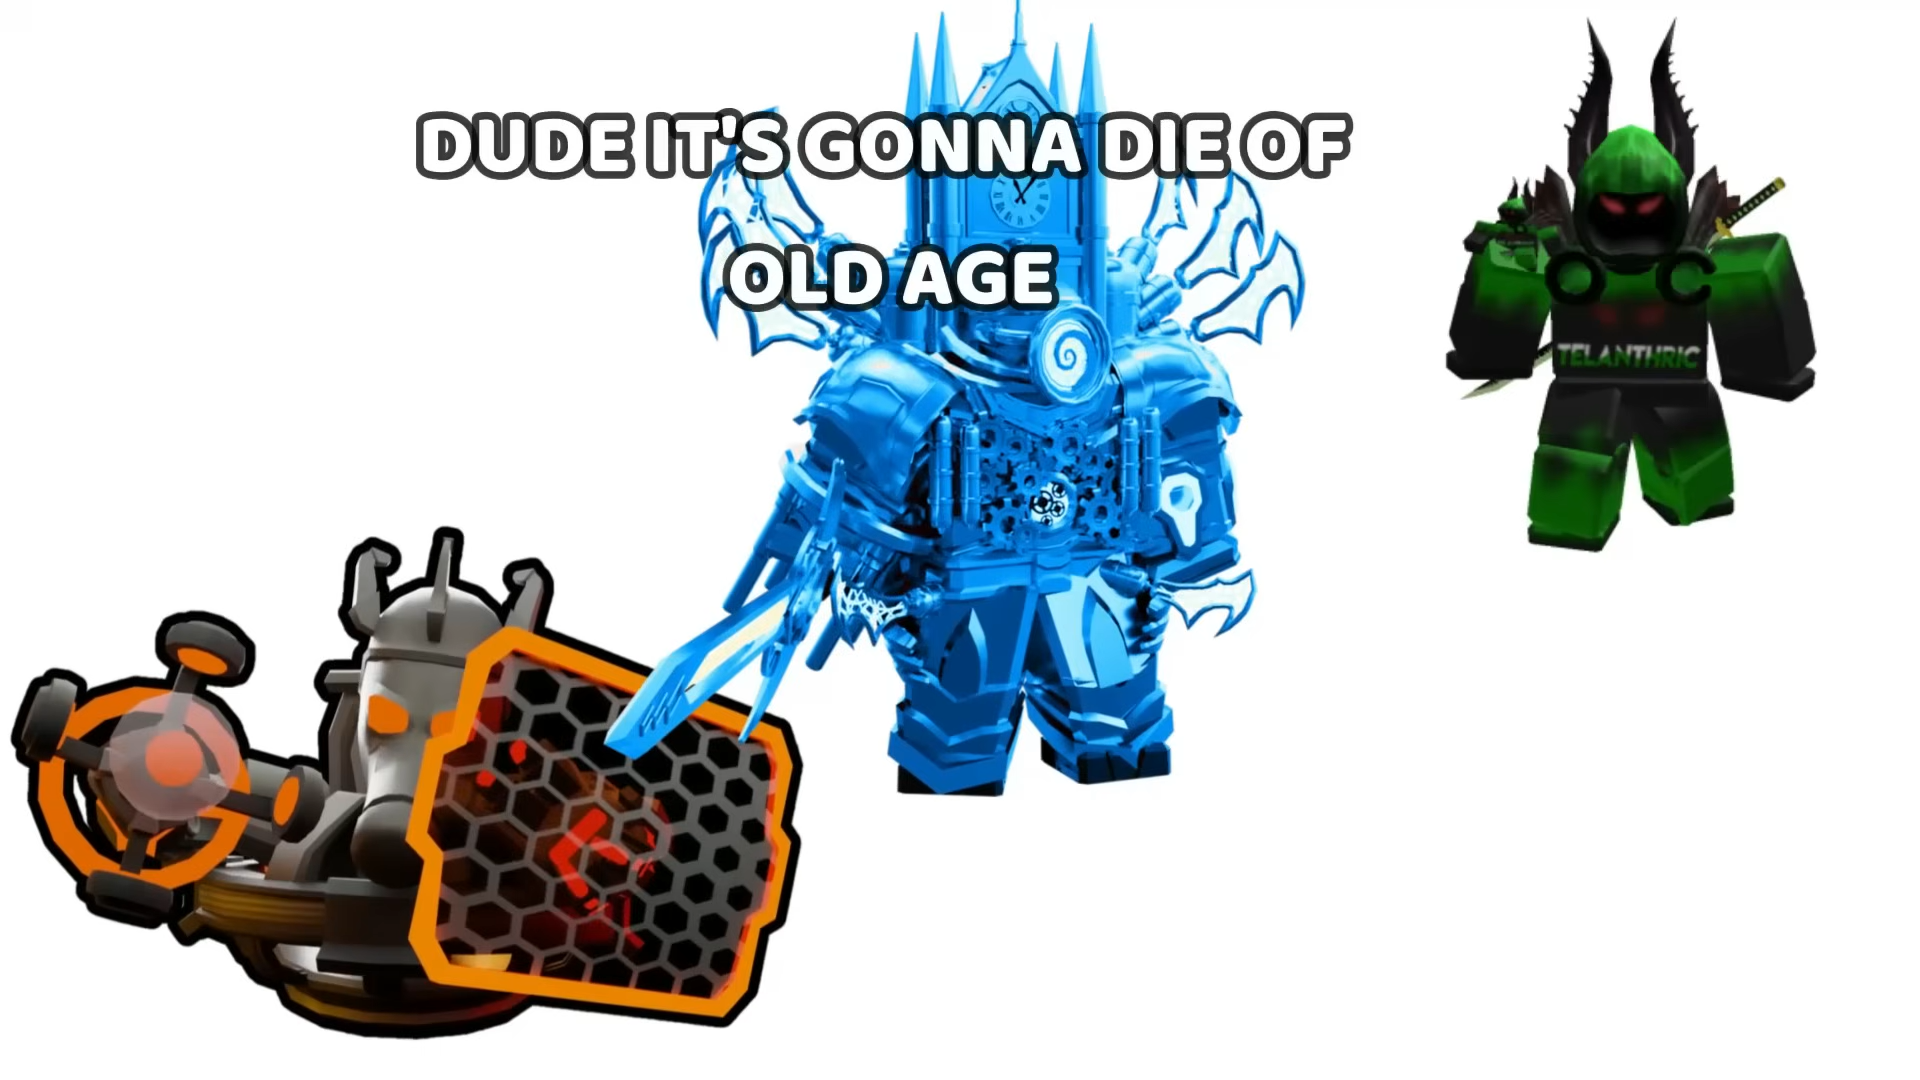 DUDE IT'S GONNA DIE OF
OLD AGE
TELANTHRIC